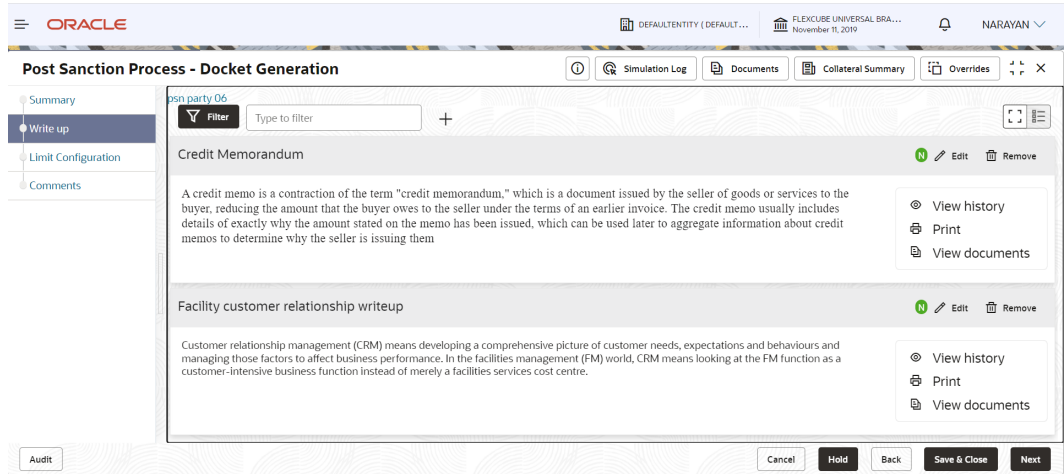 ORACLE
DEFAULTENTITY ( DEFAULT...
FLEXCUBE UNIVERSAL BRA...
November 11, 2019
NARAYAN
Post Sanction Process - Docket Generation
Simulation Log
Documents
Collateral Summary
Overrides
Summary
Write up
Limit Configuration
Comments
psn party 06
Filter
Type to filter
Credit Memorandum
N
Edit
Remove
A credit memo is a contraction of the term "credit memorandum," which is a document issued by the seller of goods or services to the
buyer, reducing the amount that the buyer owes to the seller under the terms of an earlier invoice. The credit memo usually includes
details of exactly why the amount stated on the memo has been issued, which can be used later to aggregate information about credit
memos to determine why the seller is issuing them
View history
Print
View documents
Facility customer relationship writeup
N
Edit
Remove
Customer relationship management (CRM) means developing a comprehensive picture of customer needs, expectations and behaviours and
managing those factors to affect business performance. In the facilities management (FM) world, CRM means looking at the FM function as a
customer-intensive business function instead of merely a facilities services cost centre.
View history
Print
View documents
Audit
Cancel
Hold
Back
Save & Close
Next